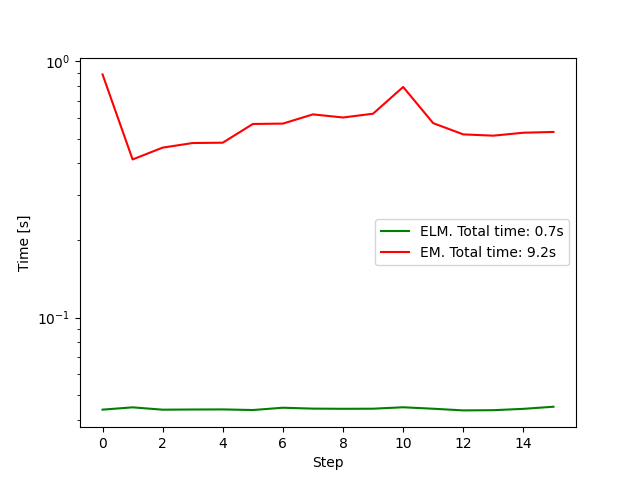 10⁰
Time [s]
ELM. Total time: 0.7s
EM. Total time: 9.2s
10⁻¹
0 2 4 6 8 10 12 14
Step